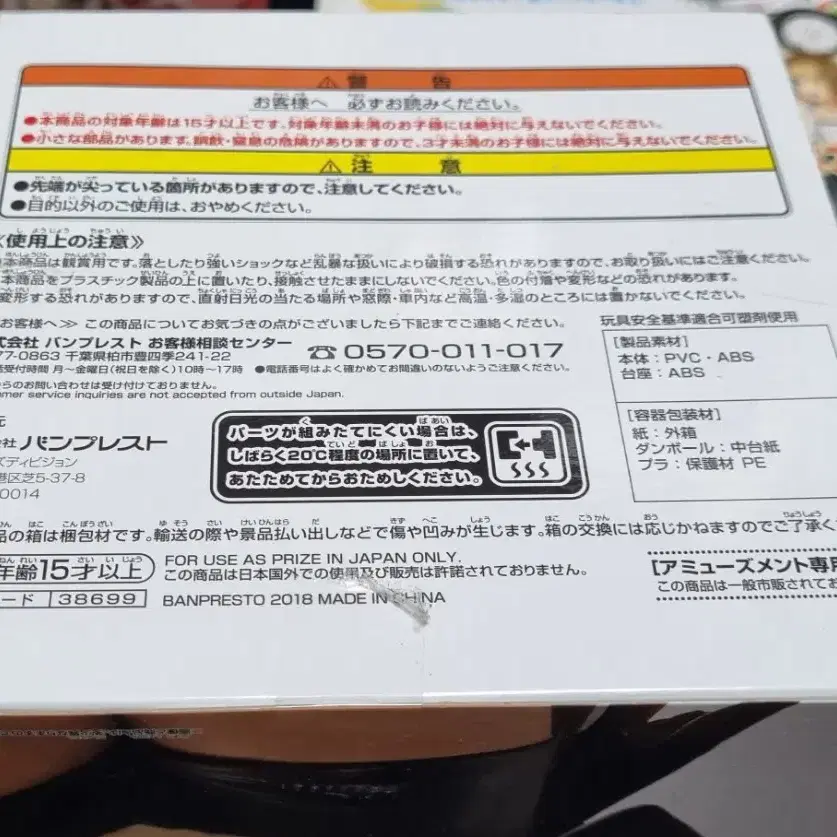 ⚠警告
お客様へ 必ずお読みください。
●本商品の対象年齢は15才以上です。対象年齢未満のお子様には絶対に与えないでください。
●小さな部品があります。誤飲・窒息の危険がありますので、3才未満のお子様には絶対に与えないでください。
⚠注意
●先端が尖っている箇所がありますので、注意してください。
●目的以外のご使用は、おやめください。
《使用上の注意》
本商品は観賞用です。落としたり強いショックなど乱暴な扱いにより破損する恐れがありますので、お取り扱いにはご注意ください。
本商品をプラスチック製品の上に置いたり、接触させたままにしないでください。色の付着や変形などの恐れがあります。
変形する恐れがありますので、直射日光の当たる場所や窓際・車内など高温・多湿のところには置かないでください。
お客様へ≫ この商品についてお気づきの点がございましたら下記までご連絡ください。
式会社 バンプレスト お客様相談センター
77-0863 千葉県柏市豊四季241-22
☎0570-011-017
受付時間 月〜金曜日(祝日を除く)10時〜17時 ●電話番号はよく確かめてお間違いのないようご注意ください。
らのお問い合わせは受け付けておりません。
mer service inquiries are not accepted from outside Japan.
玩具安全基準適合可塑剤使用
[製品素材]
本体：PVC・ABS
台座：ABS
[容器包装材]
紙：外箱
ダンボール：中台紙
プラ：保護材 PE
元
会社 バンプレスト
ズディビジョン
港区芝5-37-8
0014
パーツが組みたてにくい場合は、
しばらく20℃程度の場所に置いて、
あたためてからおためしください。
品の箱は梱包材です。輸送の際や景品払い出しなどで傷や凹みが生じます。箱の交換には応じかねますのでご了承く
年齢15才以上
FOR USE AS PRIZE IN JAPAN ONLY.
この商品は日本国外での使用及び販売は許諾されておりません。
ード 38699
BANPRESTO 2018 MADE IN CHINA
[アミューズメント専用
この商品は一般市販されてお